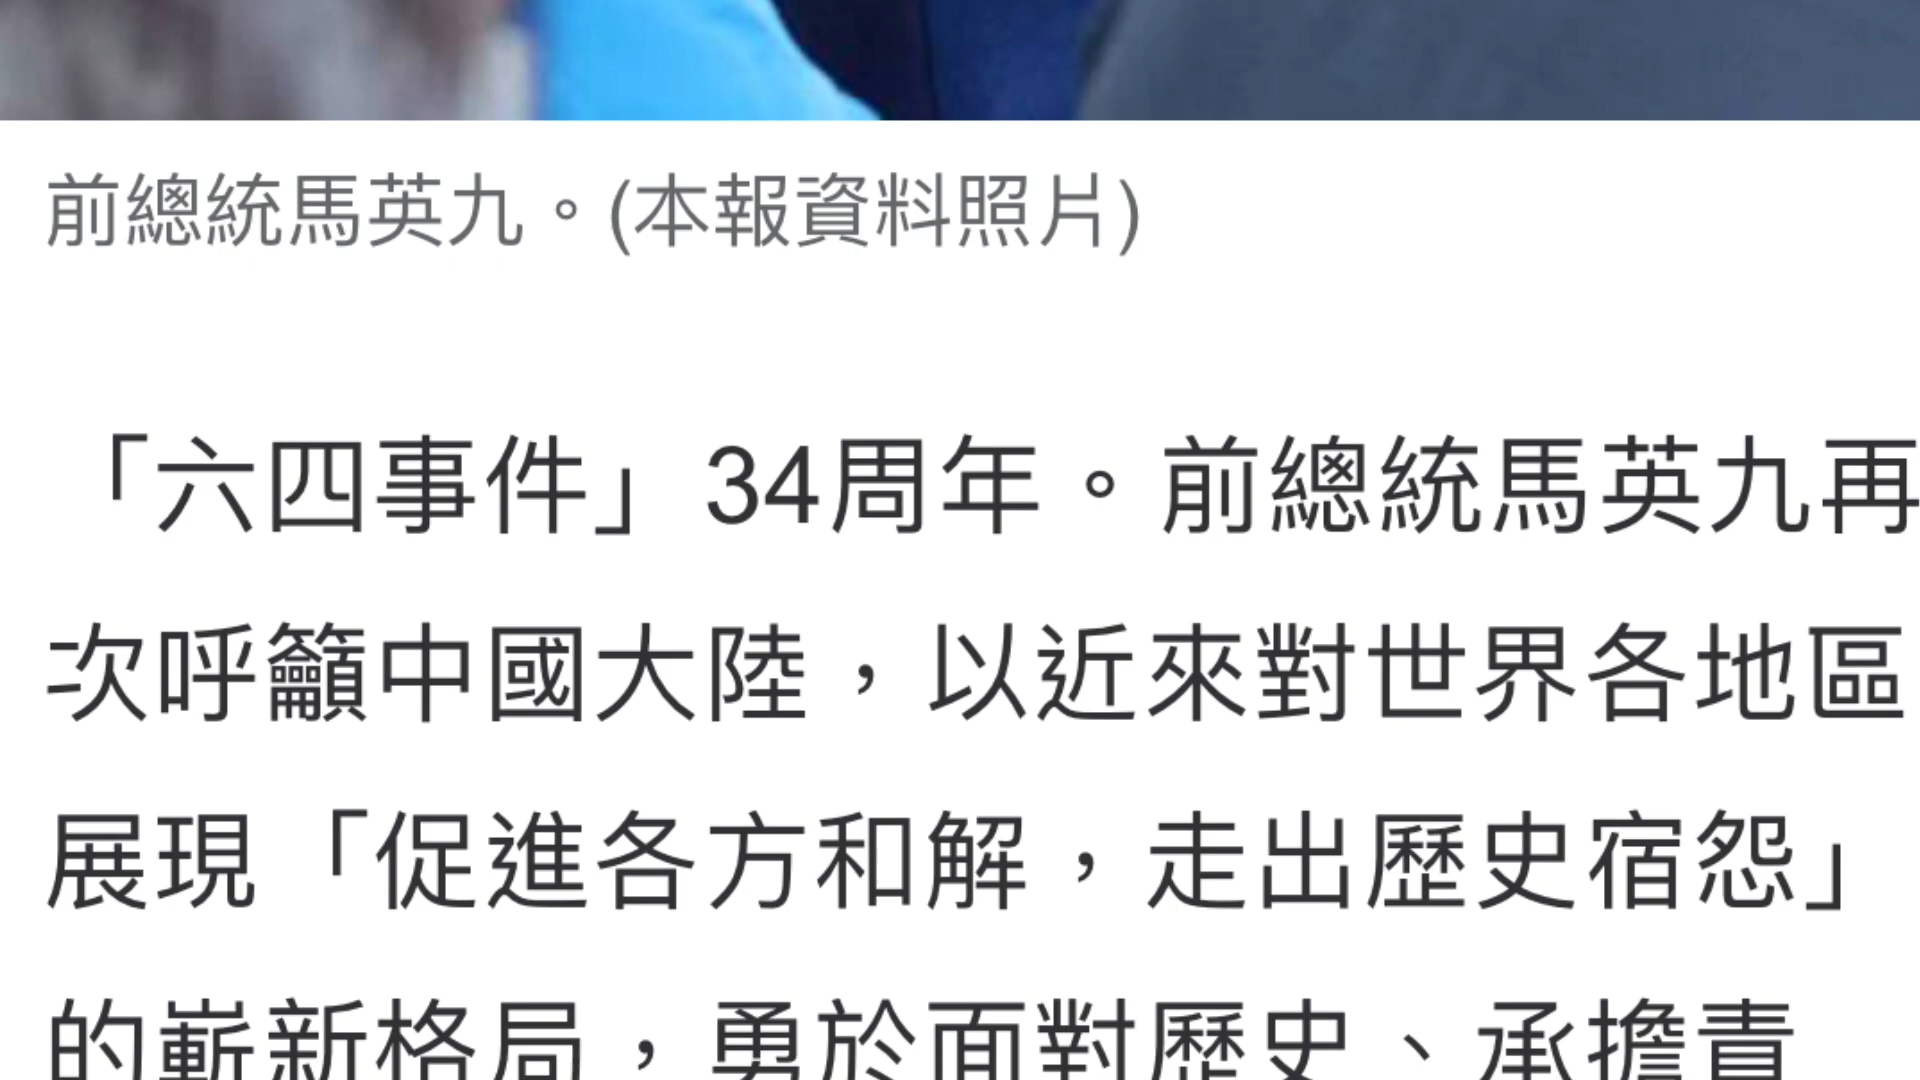 前總統馬英九。(本報資料照片)
「六四事件」34周年。前總統馬英九再
次呼籲中國大陸，以近來對世界各地區
展現「促進各方和解，走出歷史宿怨」
的嶄新格局，勇於面對歷史、承擔責